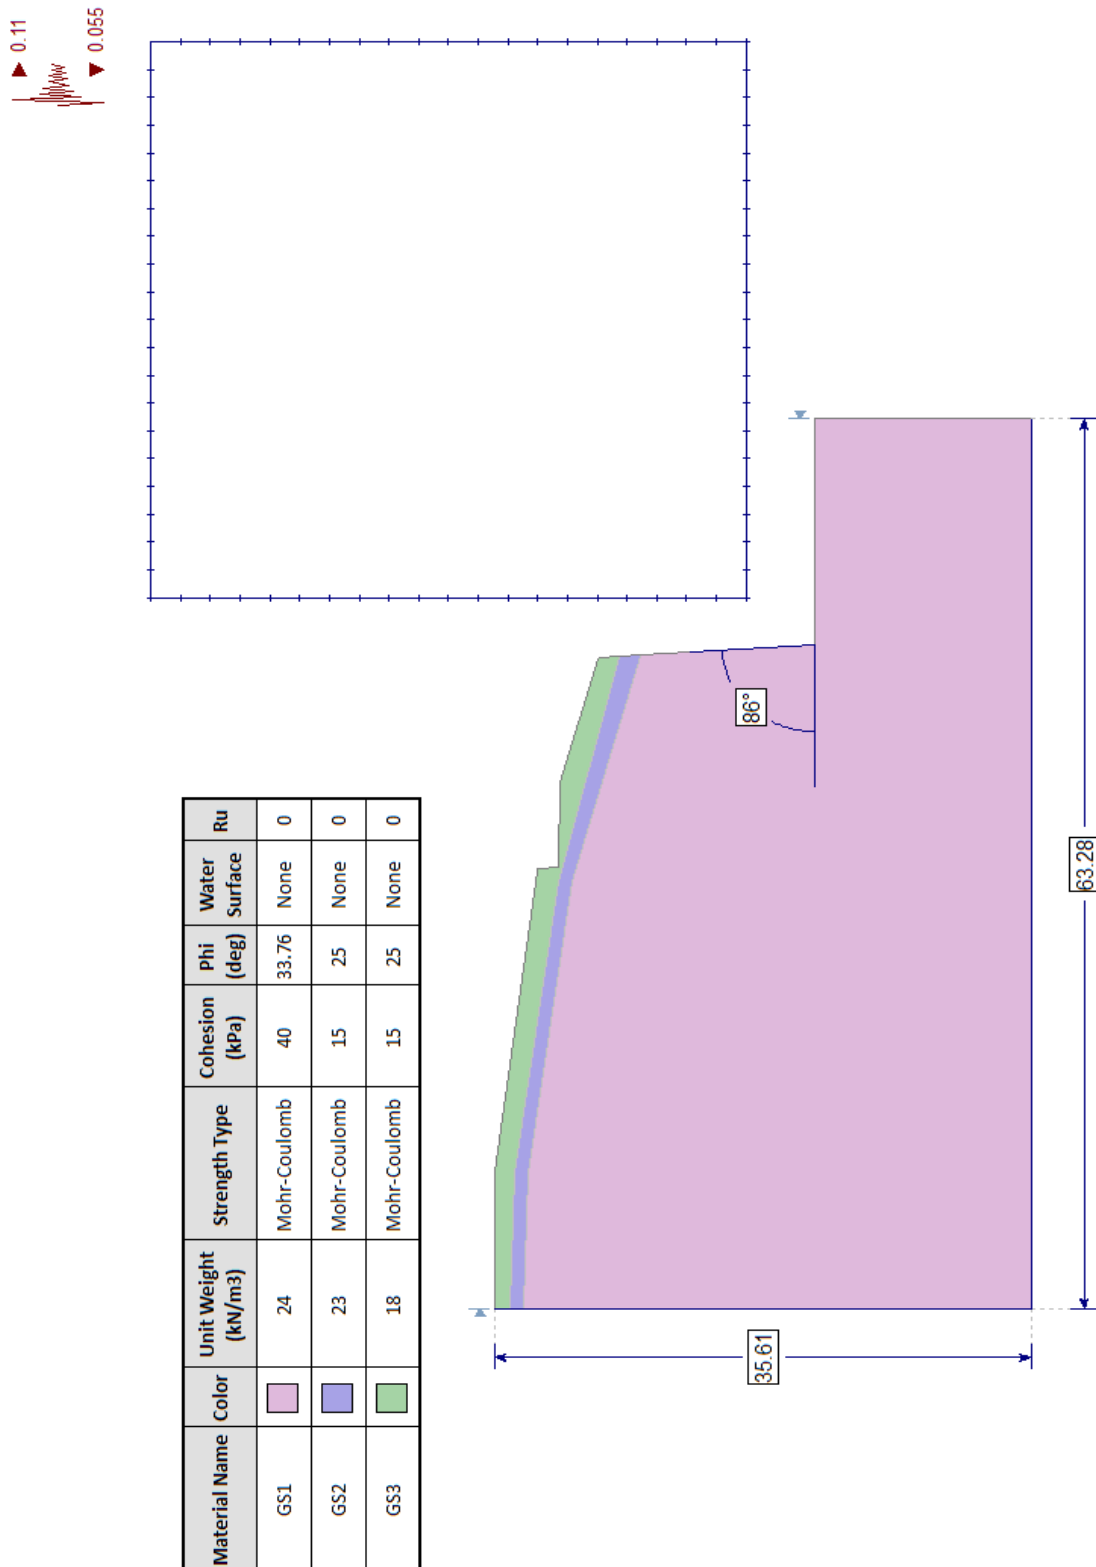 ▶ 0.11
▼ 0.055
Material Name Color Unit Weight (kN/m3) Strength Type Cohesion (kPa) Phi (deg) Water Surface Ru
GS1 24 Mohr-Coulomb 40 33.76 None 0
GS2 23 Mohr-Coulomb 15 25 None 0
GS3 18 Mohr-Coulomb 15 25 None 0
86°
35.61
63.28